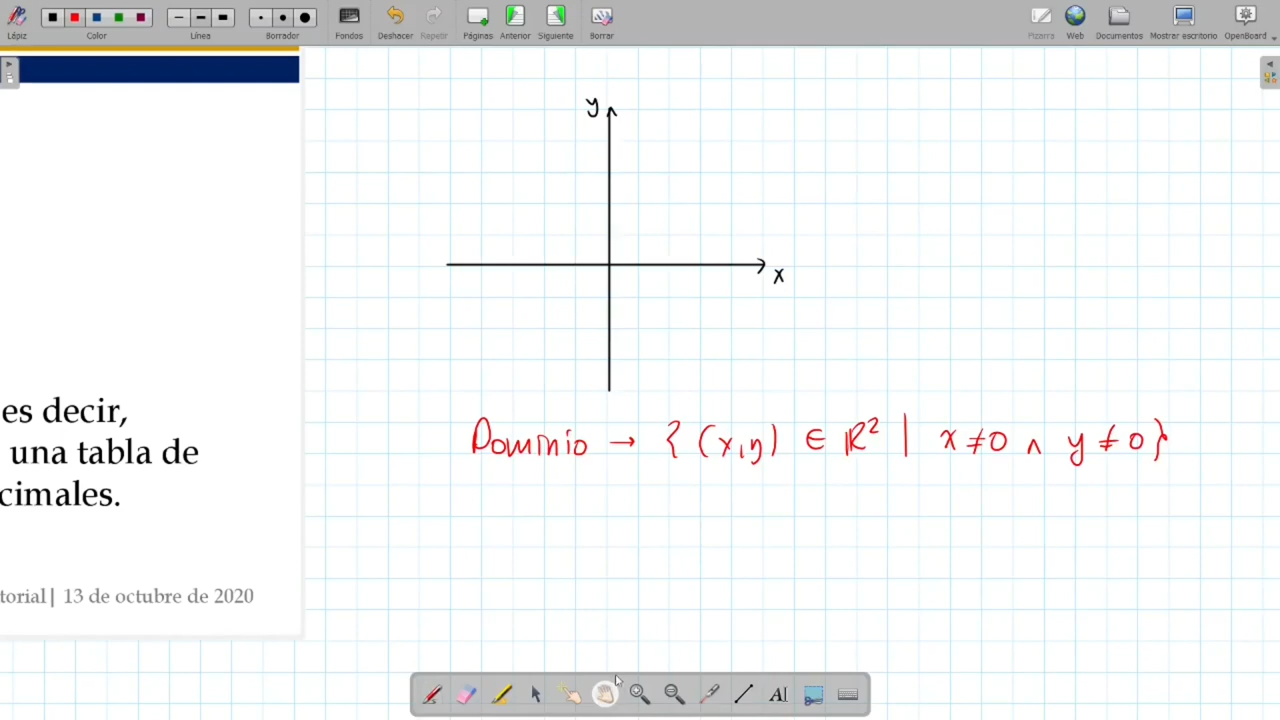 Lápiz
Color
Línea
Borrador
Fondos
Deshacer
Repetir
Páginas
Anterior
Siguiente
Borrar
Pizarra
Web
Documentos
Mostrar escritorio
OpenBoard
y
x
Dominio → { (x,y) ∈ ℝ² | x≠0 ∧ y≠0}
es decir,
una tabla de
cimales.
torial| 13 de octubre de 2020
AI